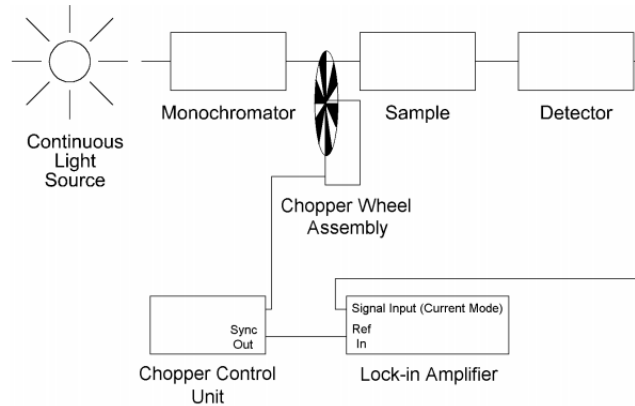 Monochromator
Sample
Detector
Continuous
Light
Source
Chopper Wheel
Assembly
Signal Input (Current Mode)
Sync
Out
Ref
In
Chopper Control
Unit
Lock-in Amplifier